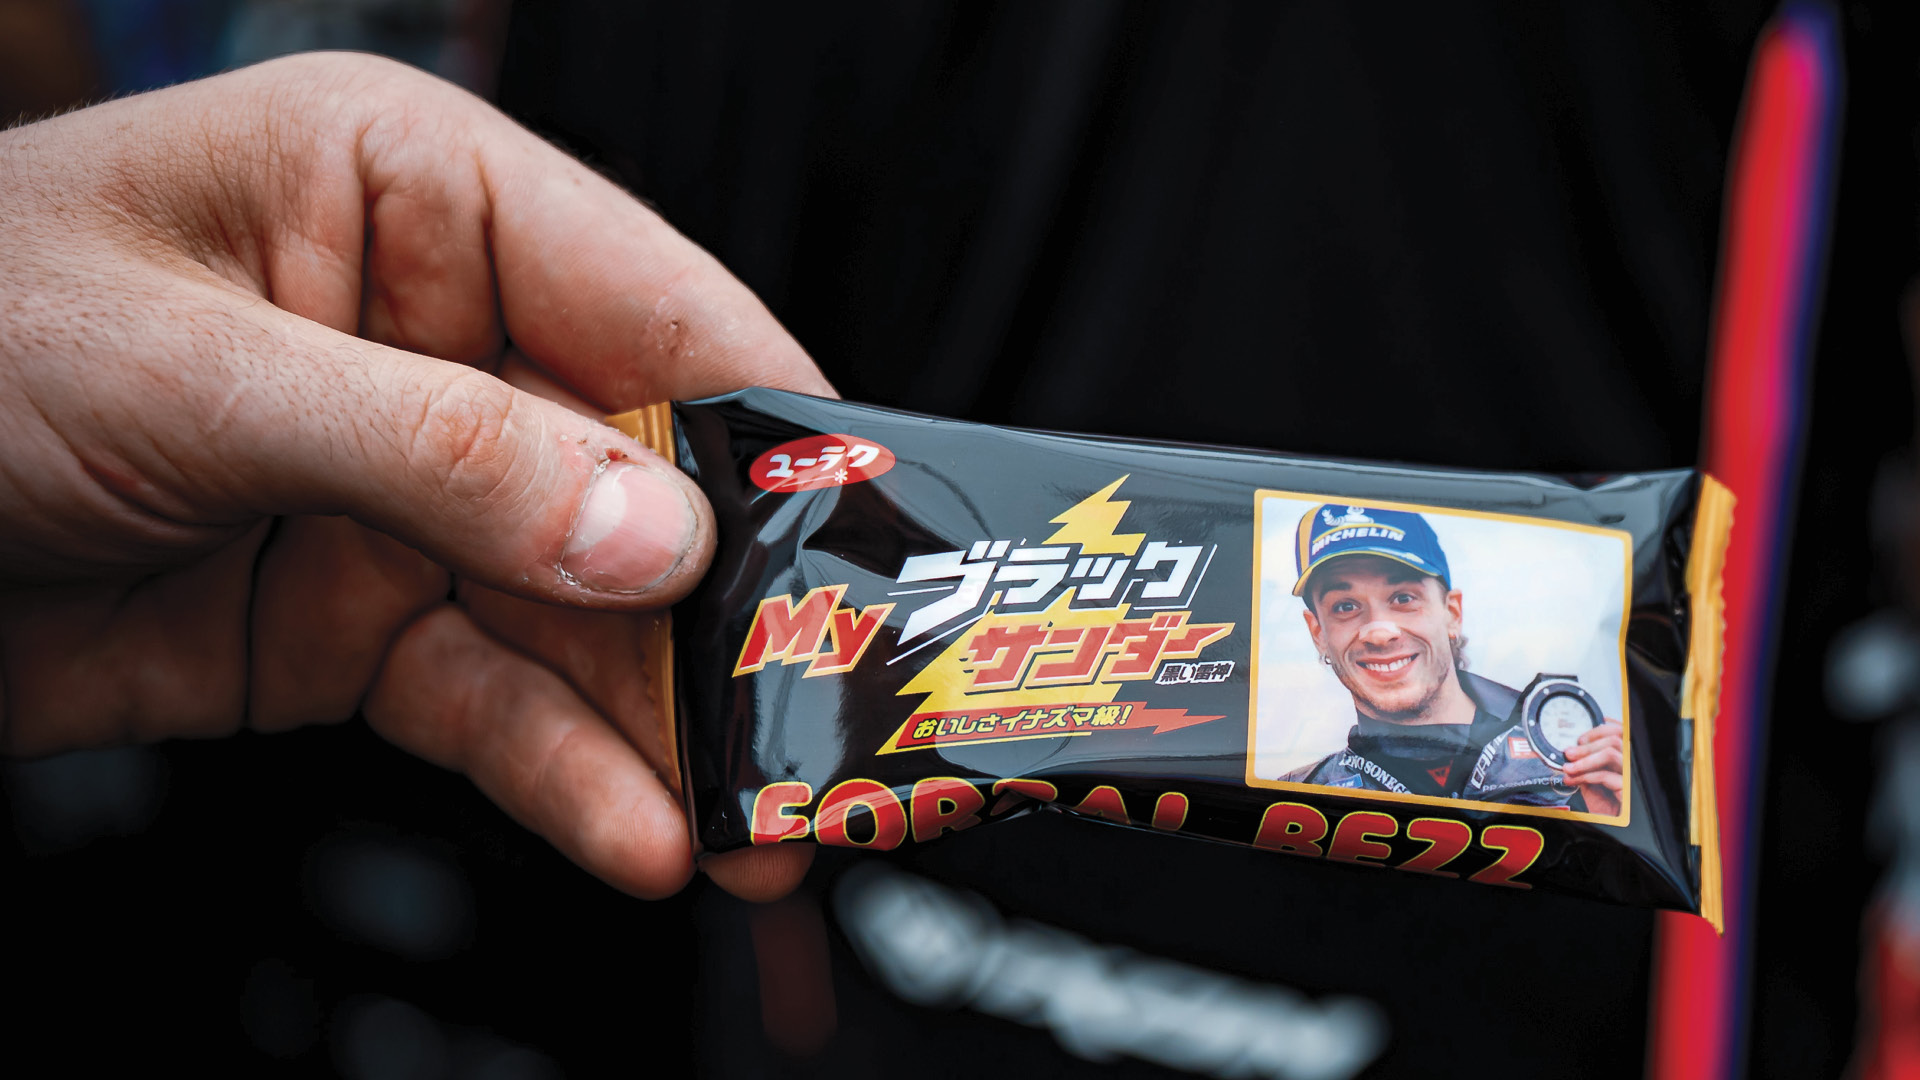 ユーラク
My ブラック
サンダー
黒い雷神
おいしさイナズマ級!
FORZA! BEZZ
MICHELIN